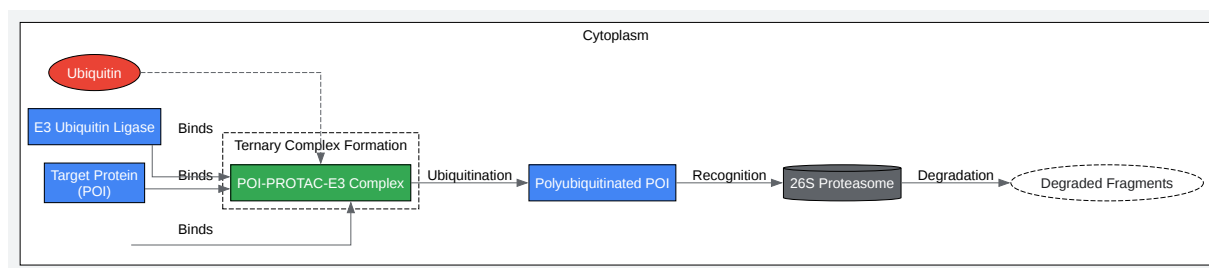 Cytoplasm
Ubiquitin
E3 Ubiquitin Ligase
Binds
Ternary Complex Formation
Target Protein
(POI)
Binds
POI-PROTAC-E3 Complex
Ubiquitination
Polyubiquitinated POI
Recognition
26S Proteasome
Degradation
Degraded Fragments
Binds